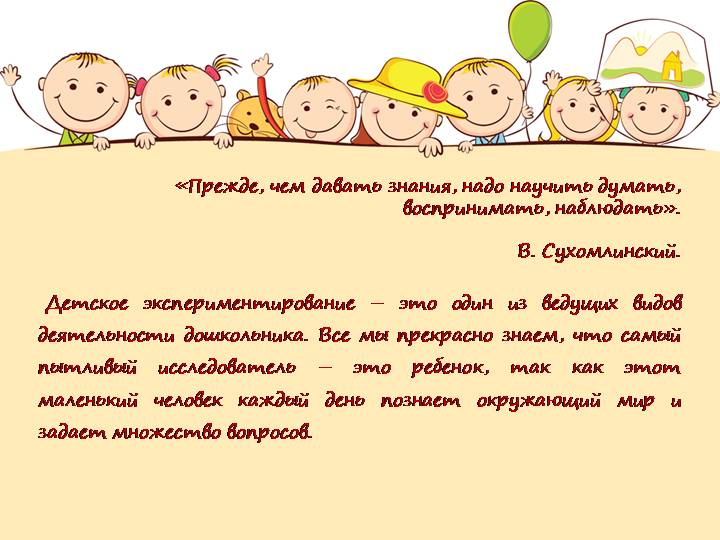 «Прежде, чем давать знания, надо научить думать,
воспринимать, наблюдать».
В. Сухомлинский.
Детское экспериментирование – это один из ведущих видов
деятельности дошкольника. Все мы прекрасно знаем, что самый
пытливый исследователь – это ребенок, так как этот
маленький человек каждый день познает окружающий мир и
задает множество вопросов.